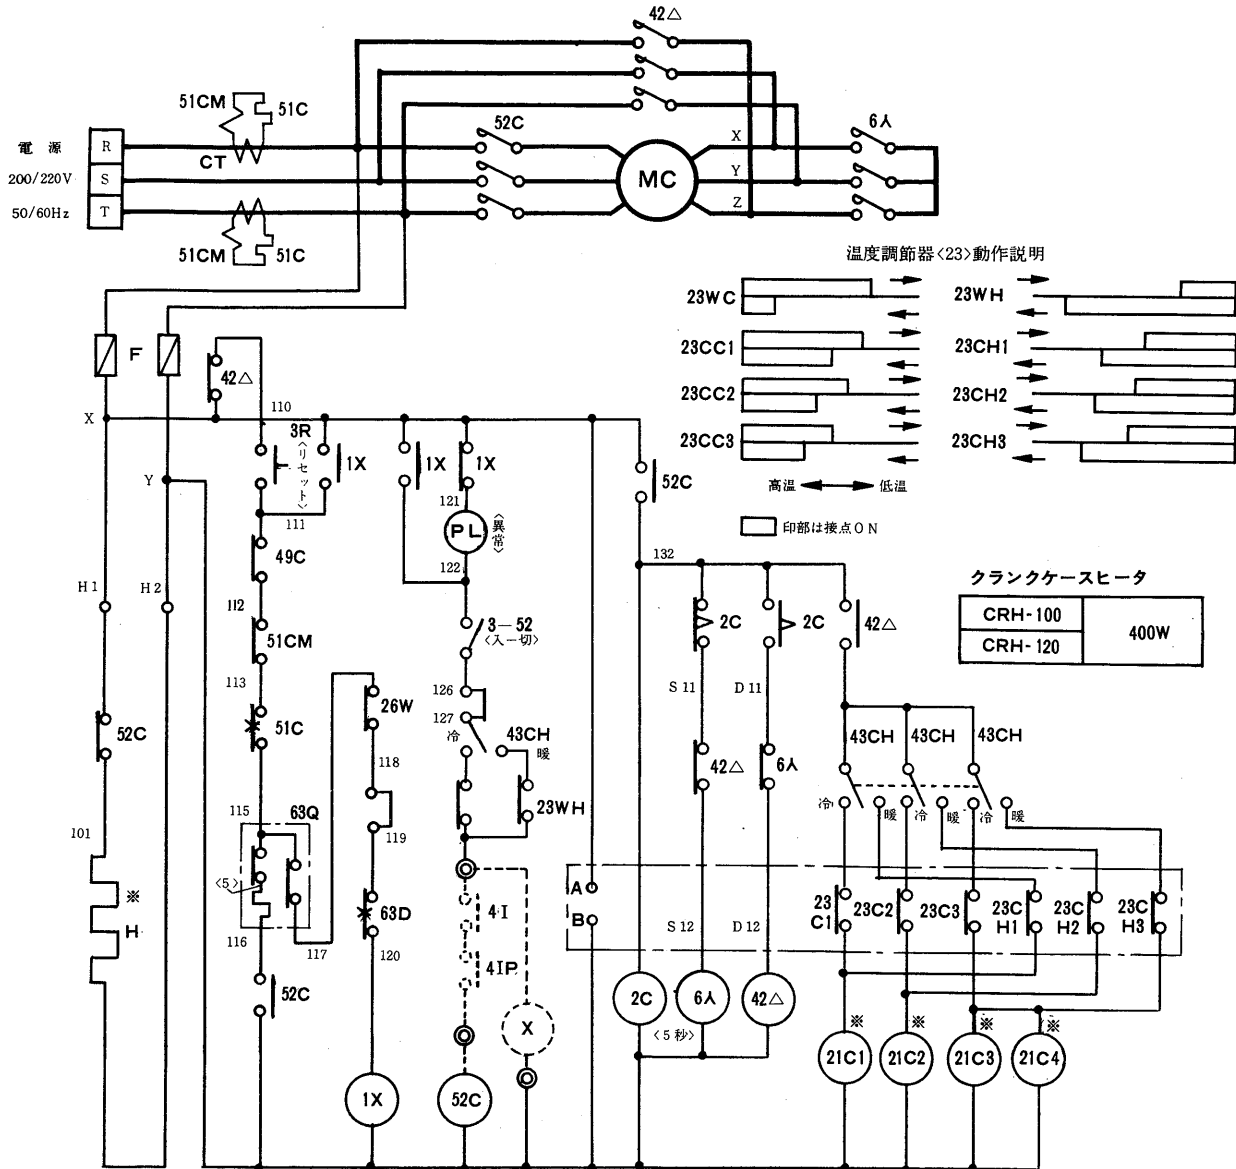 42△
51CM
51C
52C
6人
電源
200/220V
50/60Hz
R
S
T
CT
MC
X
Y
Z
51CM
51C
温度調節器〈23〉動作説明
23WC
23WH
23CC1
23CH1
23CC2
23CH2
23CC3
23CH3
高温
低温
印部は接点ON
F
42△
110
X
3R
〈リセット〉
1X
1X
1X
121
PL
〈異常〉
122
111
52C
Y
49C
132
クランクケースヒータ
CRH-100
CRH-120
400W
H1
H2
112
51CM
113
3-52
〈入-切〉
2C
2C
42△
S11
D11
26W
126
127
冷
43CH
暖
51C
52C
118
42△
6人
43CH
43CH
43CH
冷
暖
冷
暖
冷
暖
115
63Q
23WH
101
119
〈5〉
※
H
63D
A
B
4I
4IP
23
C1
23C2
23C3
23C
H1
23C
H2
23C
H3
116
117
120
S12
D12
52C
X
2C
6人
〈5秒〉
42△
※
※
※
※
21C1
21C2
21C3
21C4
1X
52C